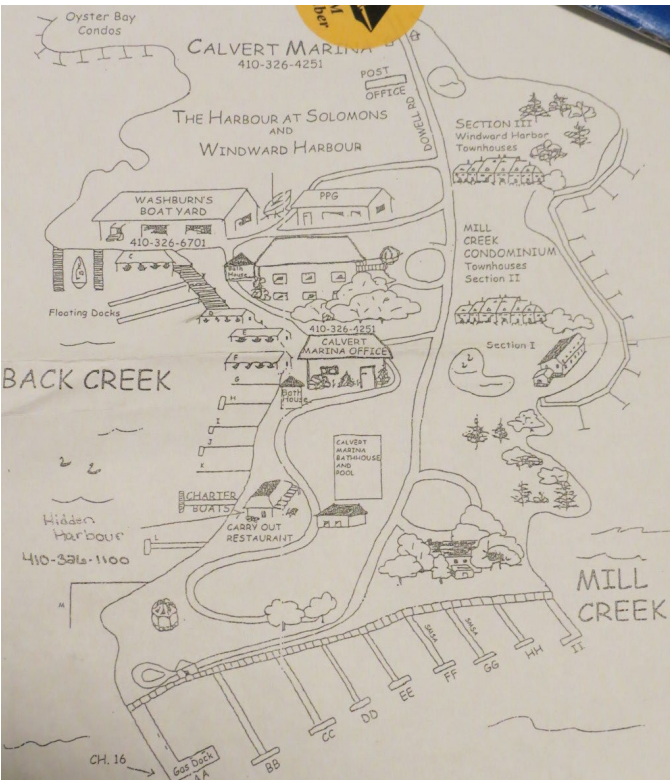 Oyster Bay
Condos
M
ber
CALVERT MARINA
410-326-4251
POST
OFFICE
DOWELL RD
THE HARBOUR AT SOLOMONS
AND
WINDWARD HARBOUR
SECTION III
Windward Harbor
Townhouses
WASHBURN'S
BOAT YARD
410-326-6701
PPG
C
Bath
House
MILL
CREEK
CONDOMINIUM
Townhouses
Section II
Floating Docks
D
410-326-4251
CALVERT
MARINA OFFICE
E
F
Section I
BACK CREEK
G
Bath
House
H
I
J
K
CALVERT
MARINA
BATHHOUSE
AND
POOL
CHARTER
BOATS
CARRY OUT
RESTAURANT
Hidden
Harbour
410-326-1100
L
M
MILL
CREEK
SMSA
SMSA
II
HH
GG
FF
EE
DD
CC
BB
Gas Dock
AA
CH. 16